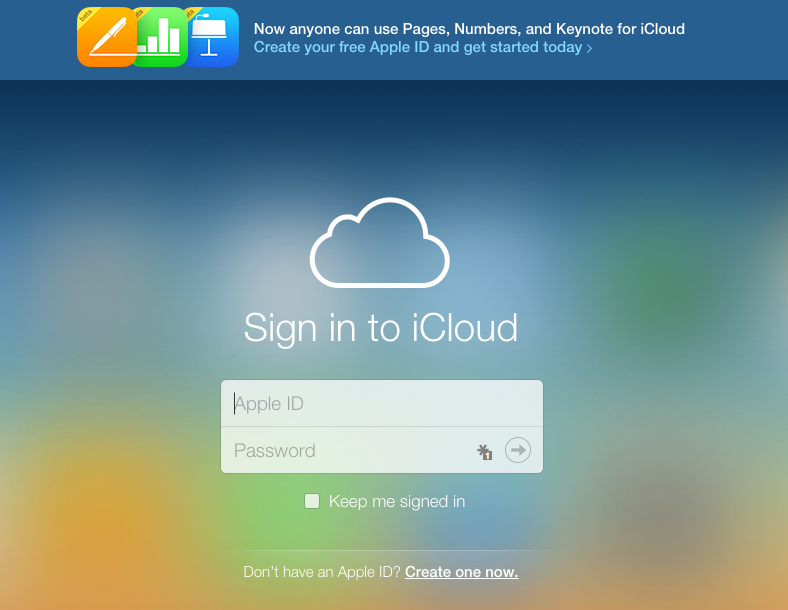 beta
Now anyone can use Pages, Numbers, and Keynote for iCloud
Create your free Apple ID and get started today ›
Sign in to iCloud
Apple ID
Password
1
Keep me signed in
Don't have an Apple ID? Create one now.